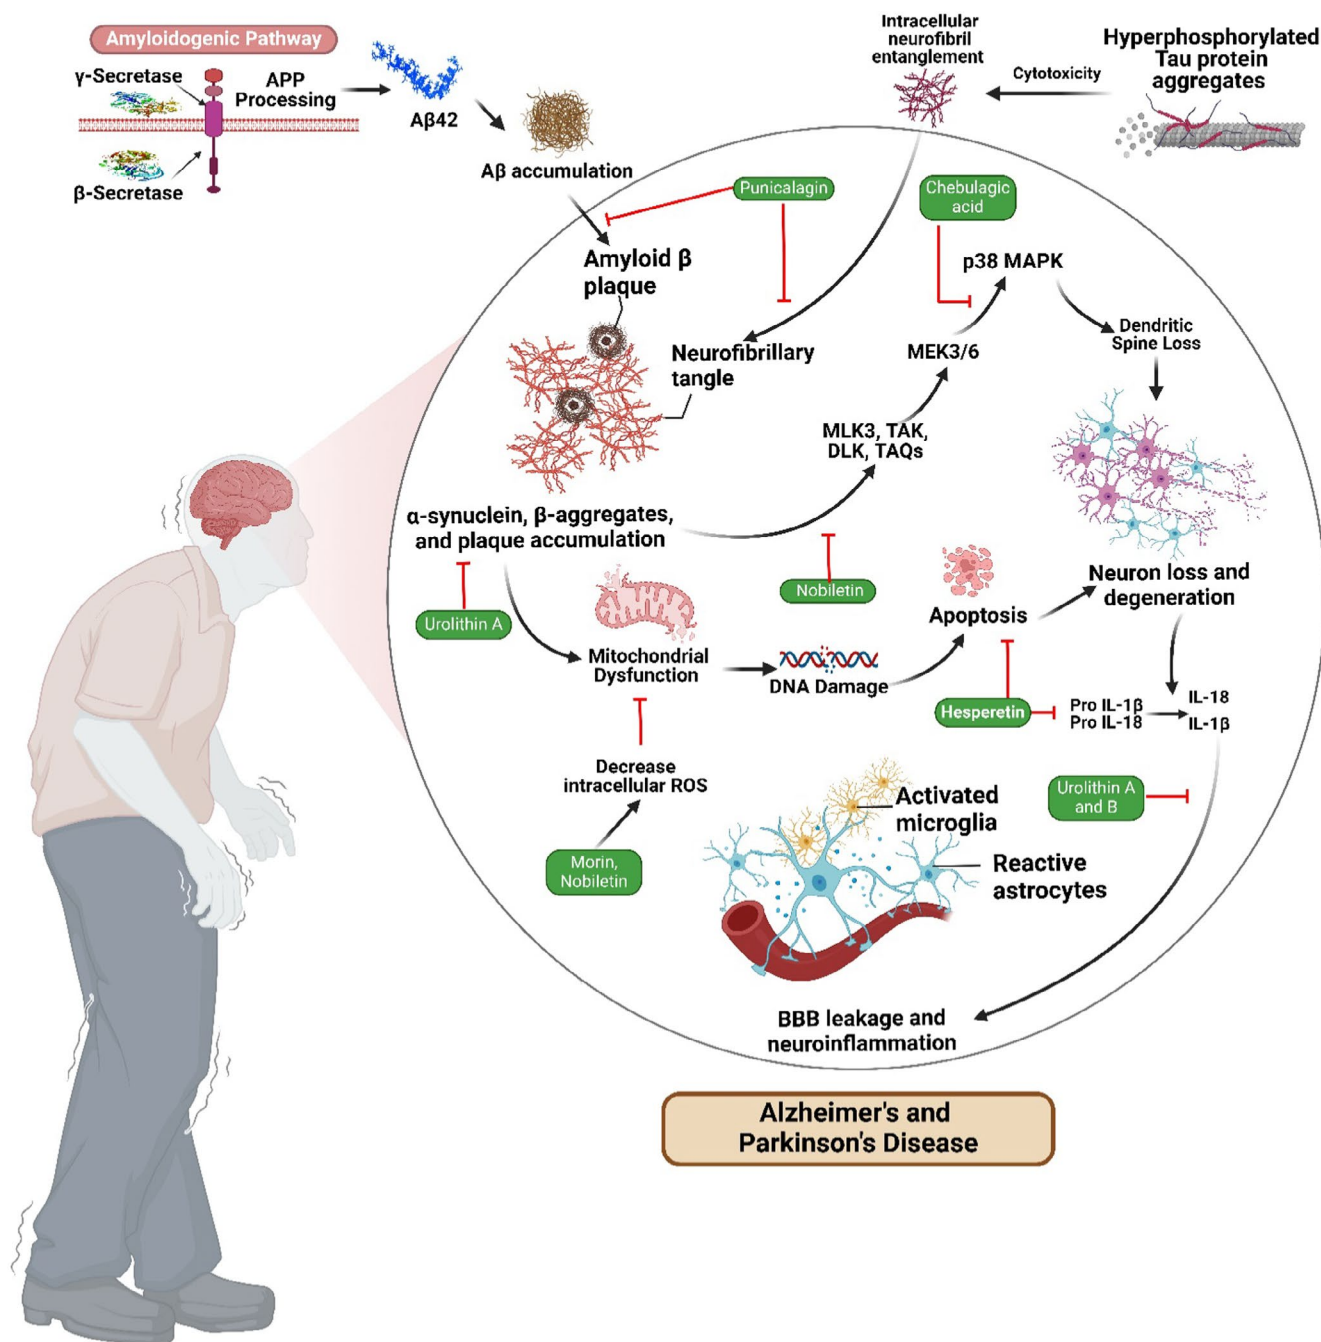 Amyloidogenic Pathway
γ-Secretase
APP
Processing
β-Secretase
Aβ42
Aβ accumulation
Intracellular
neurofibril
entanglement
Cytotoxicity
Hyperphosphorylated
Tau protein
aggregates
Punicalagin
Chebulagic
acid
Amyloid β
plaque
p38 MAPK
Neurofibrillary
tangle
MEK3/6
Dendritic
Spine Loss
MLK3, TAK,
DLK, TAQs
α-synuclein, β-aggregates,
and plaque accumulation
Urolithin A
Nobiletin
Mitochondrial
Dysfunction
DNA Damage
Apoptosis
Neuron loss and
degeneration
Hesperetin
Pro IL-1β
Pro IL-18
IL-18
IL-1β
Decrease
intracellular ROS
Morin,
Nobiletin
Urolithin A
and B
Activated
microglia
Reactive
astrocytes
BBB leakage and
neuroinflammation
Alzheimer's and
Parkinson's Disease